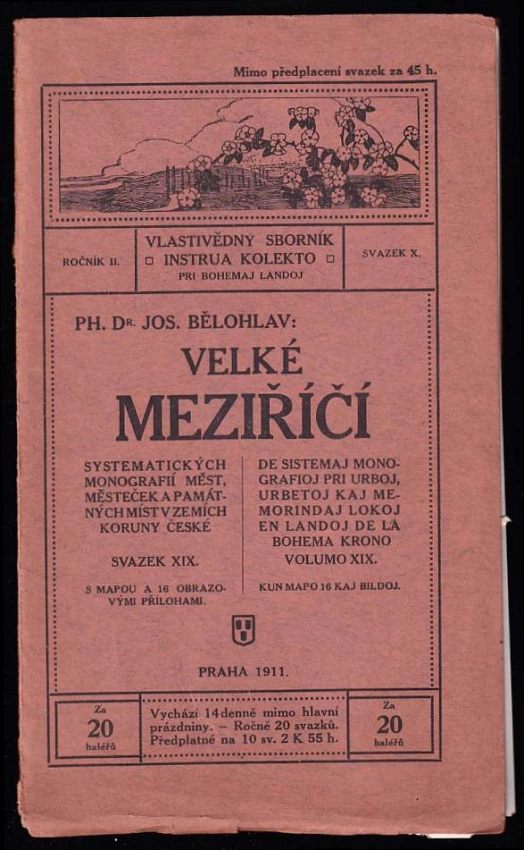 Mimo předplacení svazek za 45 h.
ROČNÍK II.
VLASTIVĚDNÝ SBORNÍK
INSTRUA KOLEKTO
PRI BOHEMAJ LANDOJ
SVAZEK X.
PH. DR. JOS. BĚLOHLAV:
VELKÉ
MEZIŘÍČÍ
SYSTEMATICKÝCH
MONOGRAFIÍ MĚST,
MĚSTEČEK A PAMÁT-
NÝCH MÍST V ZEMÍCH
KORUNY ČESKÉ
SVAZEK XIX.
S MAPOU A 16 OBRAZO-
VÝMI PŘÍLOHAMI.
DE SISTEMAJ MONO-
GRAFIOJ PRI URBOJ,
URBETOJ KAJ ME-
MORINDAJ LOKOJ
EN LANDOJ DE LA
BOHEMA KRONO
VOLUMO XIX.
KUN MAPO 16 KAJ BILDOJ.
PRAHA 1911.
Za
20
haléřů
Vychází 14denně mimo hlavní
prázdniny. — Ročně 20 svazků.
Předplatné na 10 sv. 2 K 55 h.
Za
20
haléřů